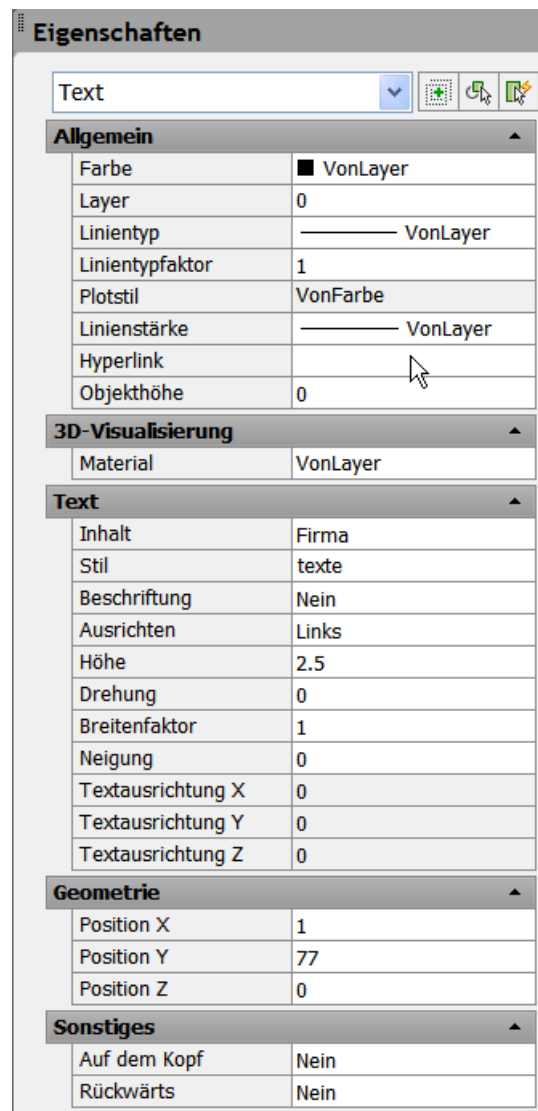 Eigenschaften
Text
Allgemein
Farbe VonLayer
Layer 0
Linientyp VonLayer
Linientypfaktor 1
Plotstil VonFarbe
Linienstärke VonLayer
Hyperlink
Objekthöhe 0
3D-Visualisierung
Material VonLayer
Text
Inhalt Firma
Stil texte
Beschriftung Nein
Ausrichten Links
Höhe 2.5
Drehung 0
Breitenfaktor 1
Neigung 0
Textausrichtung X 0
Textausrichtung Y 0
Textausrichtung Z 0
Geometrie
Position X 1
Position Y 77
Position Z 0
Sonstiges
Auf dem Kopf Nein
Rückwärts Nein